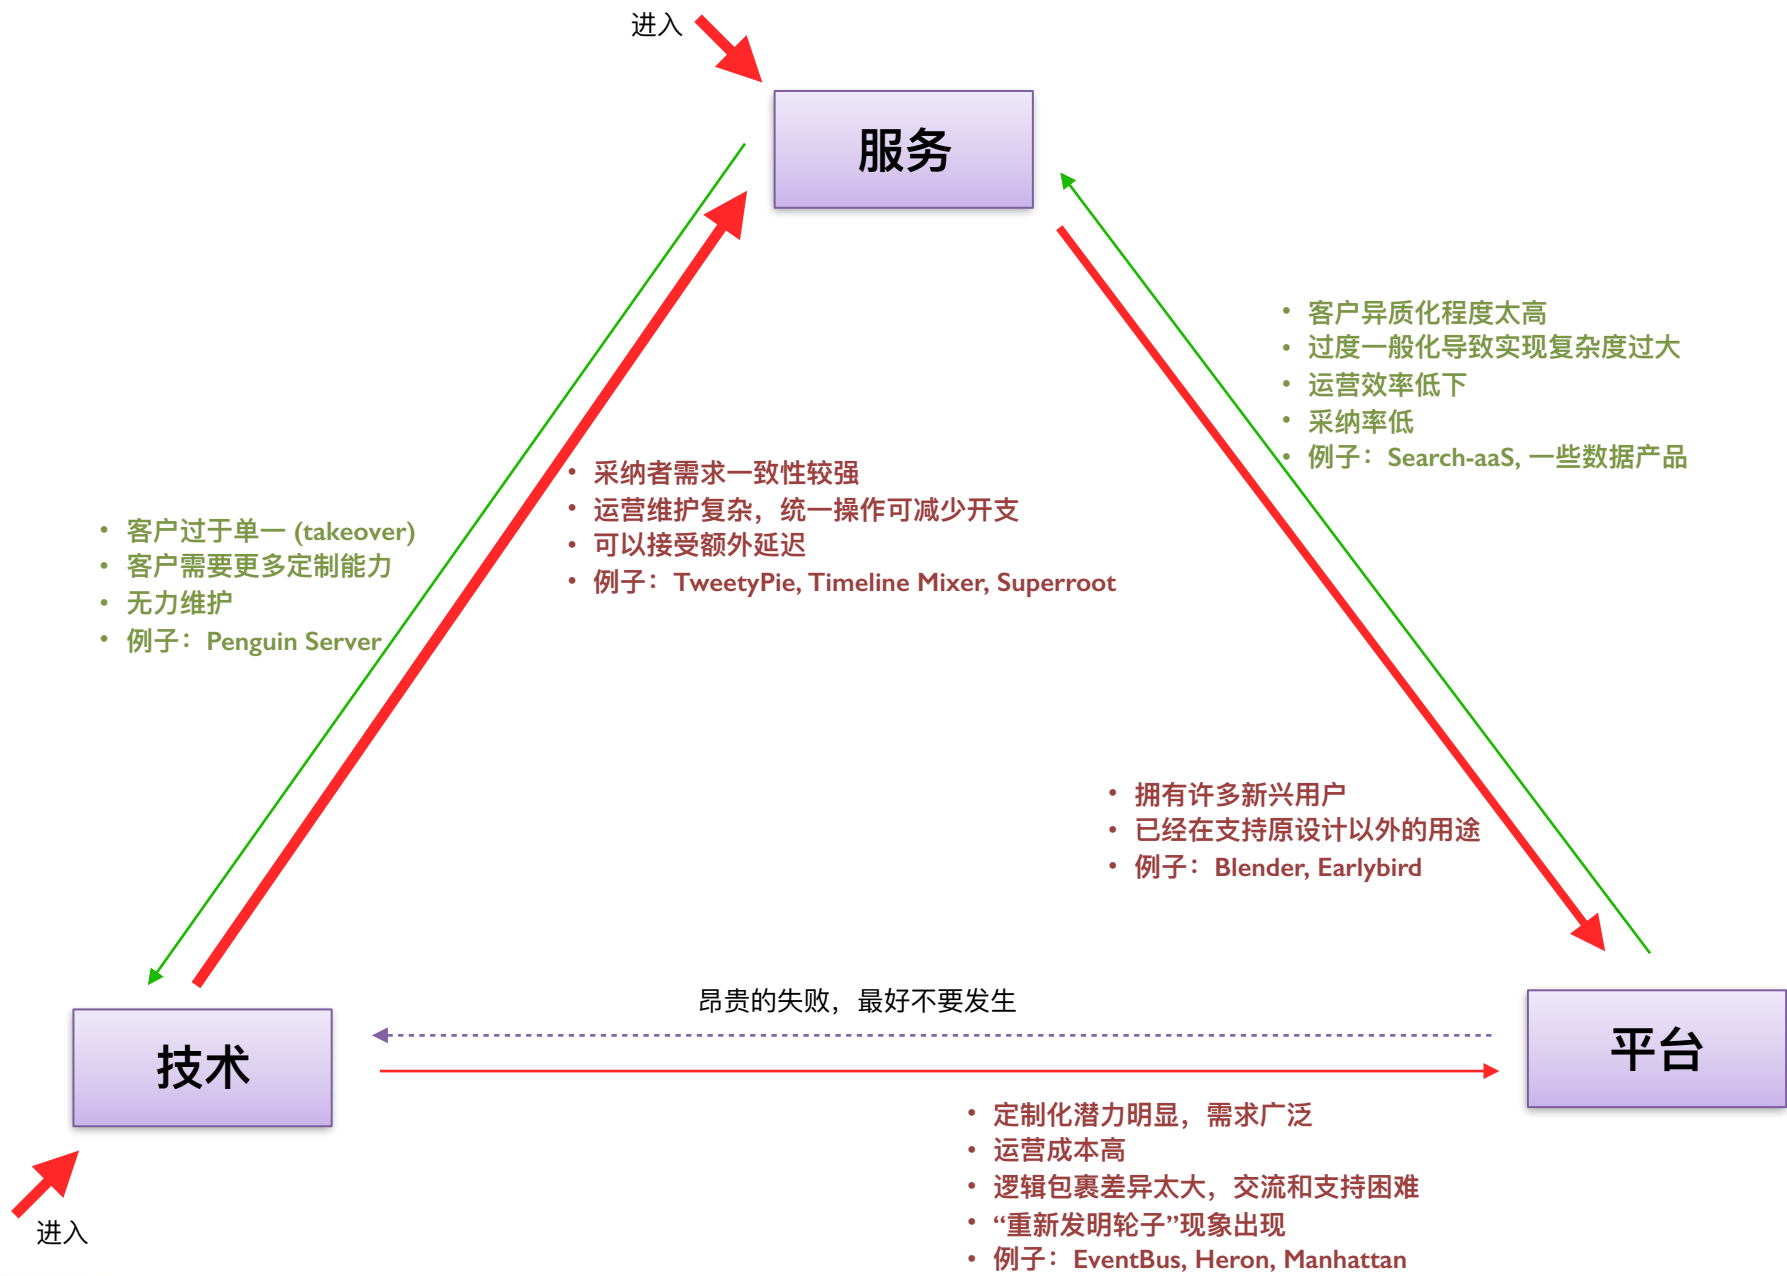 进入
服务
• 客户异质化程度太高
• 过度一般化导致实现复杂度过大
• 运营效率低下
• 采纳率低
• 例子：Search-aaS, 一些数据产品
• 采纳者需求一致性较强
• 运营维护复杂，统一操作可减少开支
• 可以接受额外延迟
• 例子：TweetyPie, Timeline Mixer, Superroot
• 客户过于单一 (takeover)
• 客户需要更多定制能力
• 无力维护
• 例子：Penguin Server
• 拥有许多新兴用户
• 已经在支持原设计以外的用途
• 例子：Blender, Earlybird
昂贵的失败，最好不要发生
技术
平台
• 定制化潜力明显，需求广泛
• 运营成本高
• 逻辑包裹差异太大，交流和支持困难
• “重新发明轮子”现象出现
• 例子：EventBus, Heron, Manhattan
进入